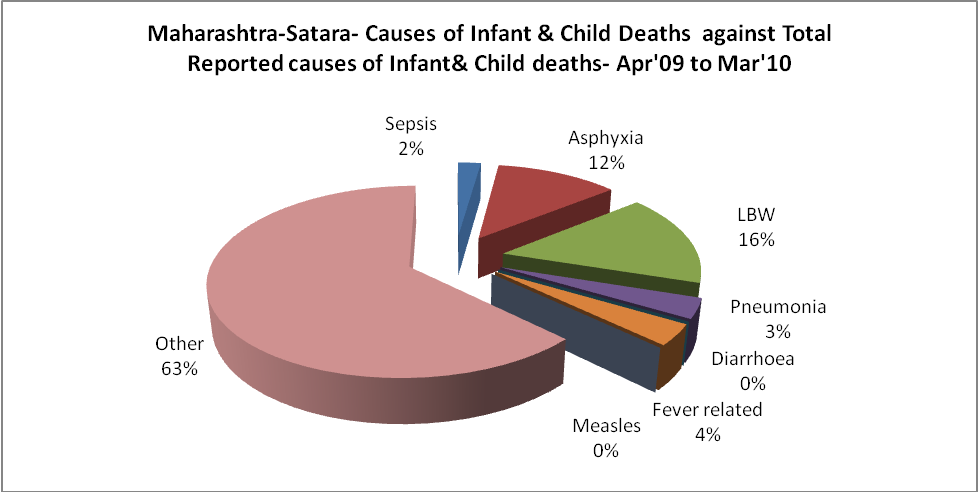 Maharashtra-Satara- Causes of Infant & Child Deaths against Total
Reported causes of Infant& Child deaths- Apr'09 to Mar'10
Sepsis
2%
Asphyxia
12%
LBW
16%
Pneumonia
3%
Diarrhoea
0%
Fever related
4%
Measles
0%
Other
63%